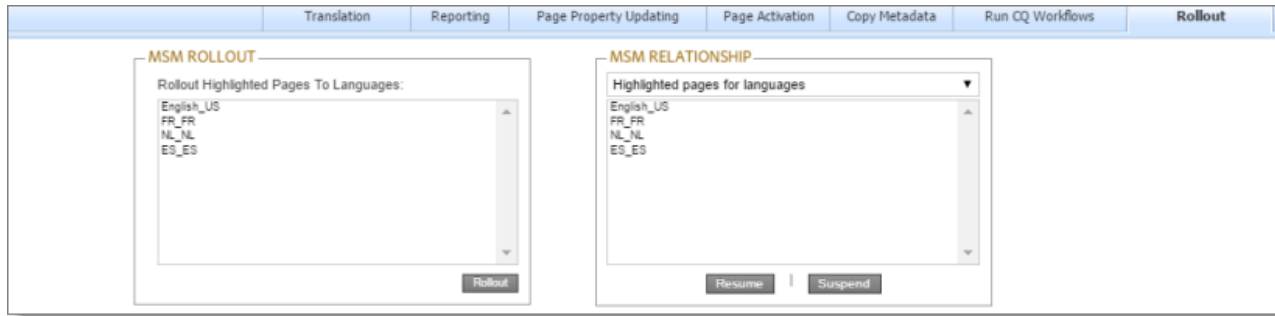 Translation Reporting Page Property Updating Page Activation Copy Metadata Run CQ Workflows Rollout
MSM ROLLOUT
Rollout Highlighted Pages To Languages:
English_US
FR_FR
NL_NL
ES_ES
Rollout
MSM RELATIONSHIP
Highlighted pages for languages
English_US
FR_FR
NL_NL
ES_ES
Resume | Suspend